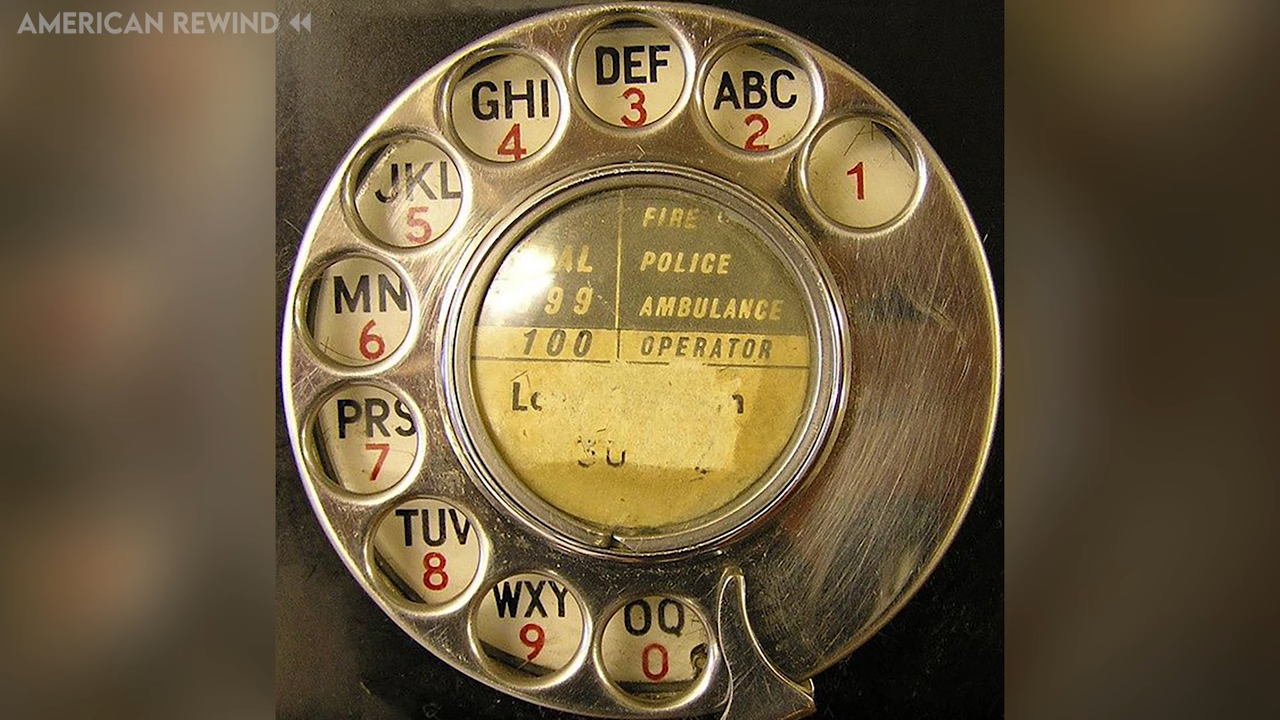 AMERICAN REWIND
ABC
2
1
DEF
3
GHI
4
JKL
5
MN
6
PRS
7
TUV
8
WXY
9
OQ
0
FIRE
POLICE
AMBULANCE
100 OPERATOR